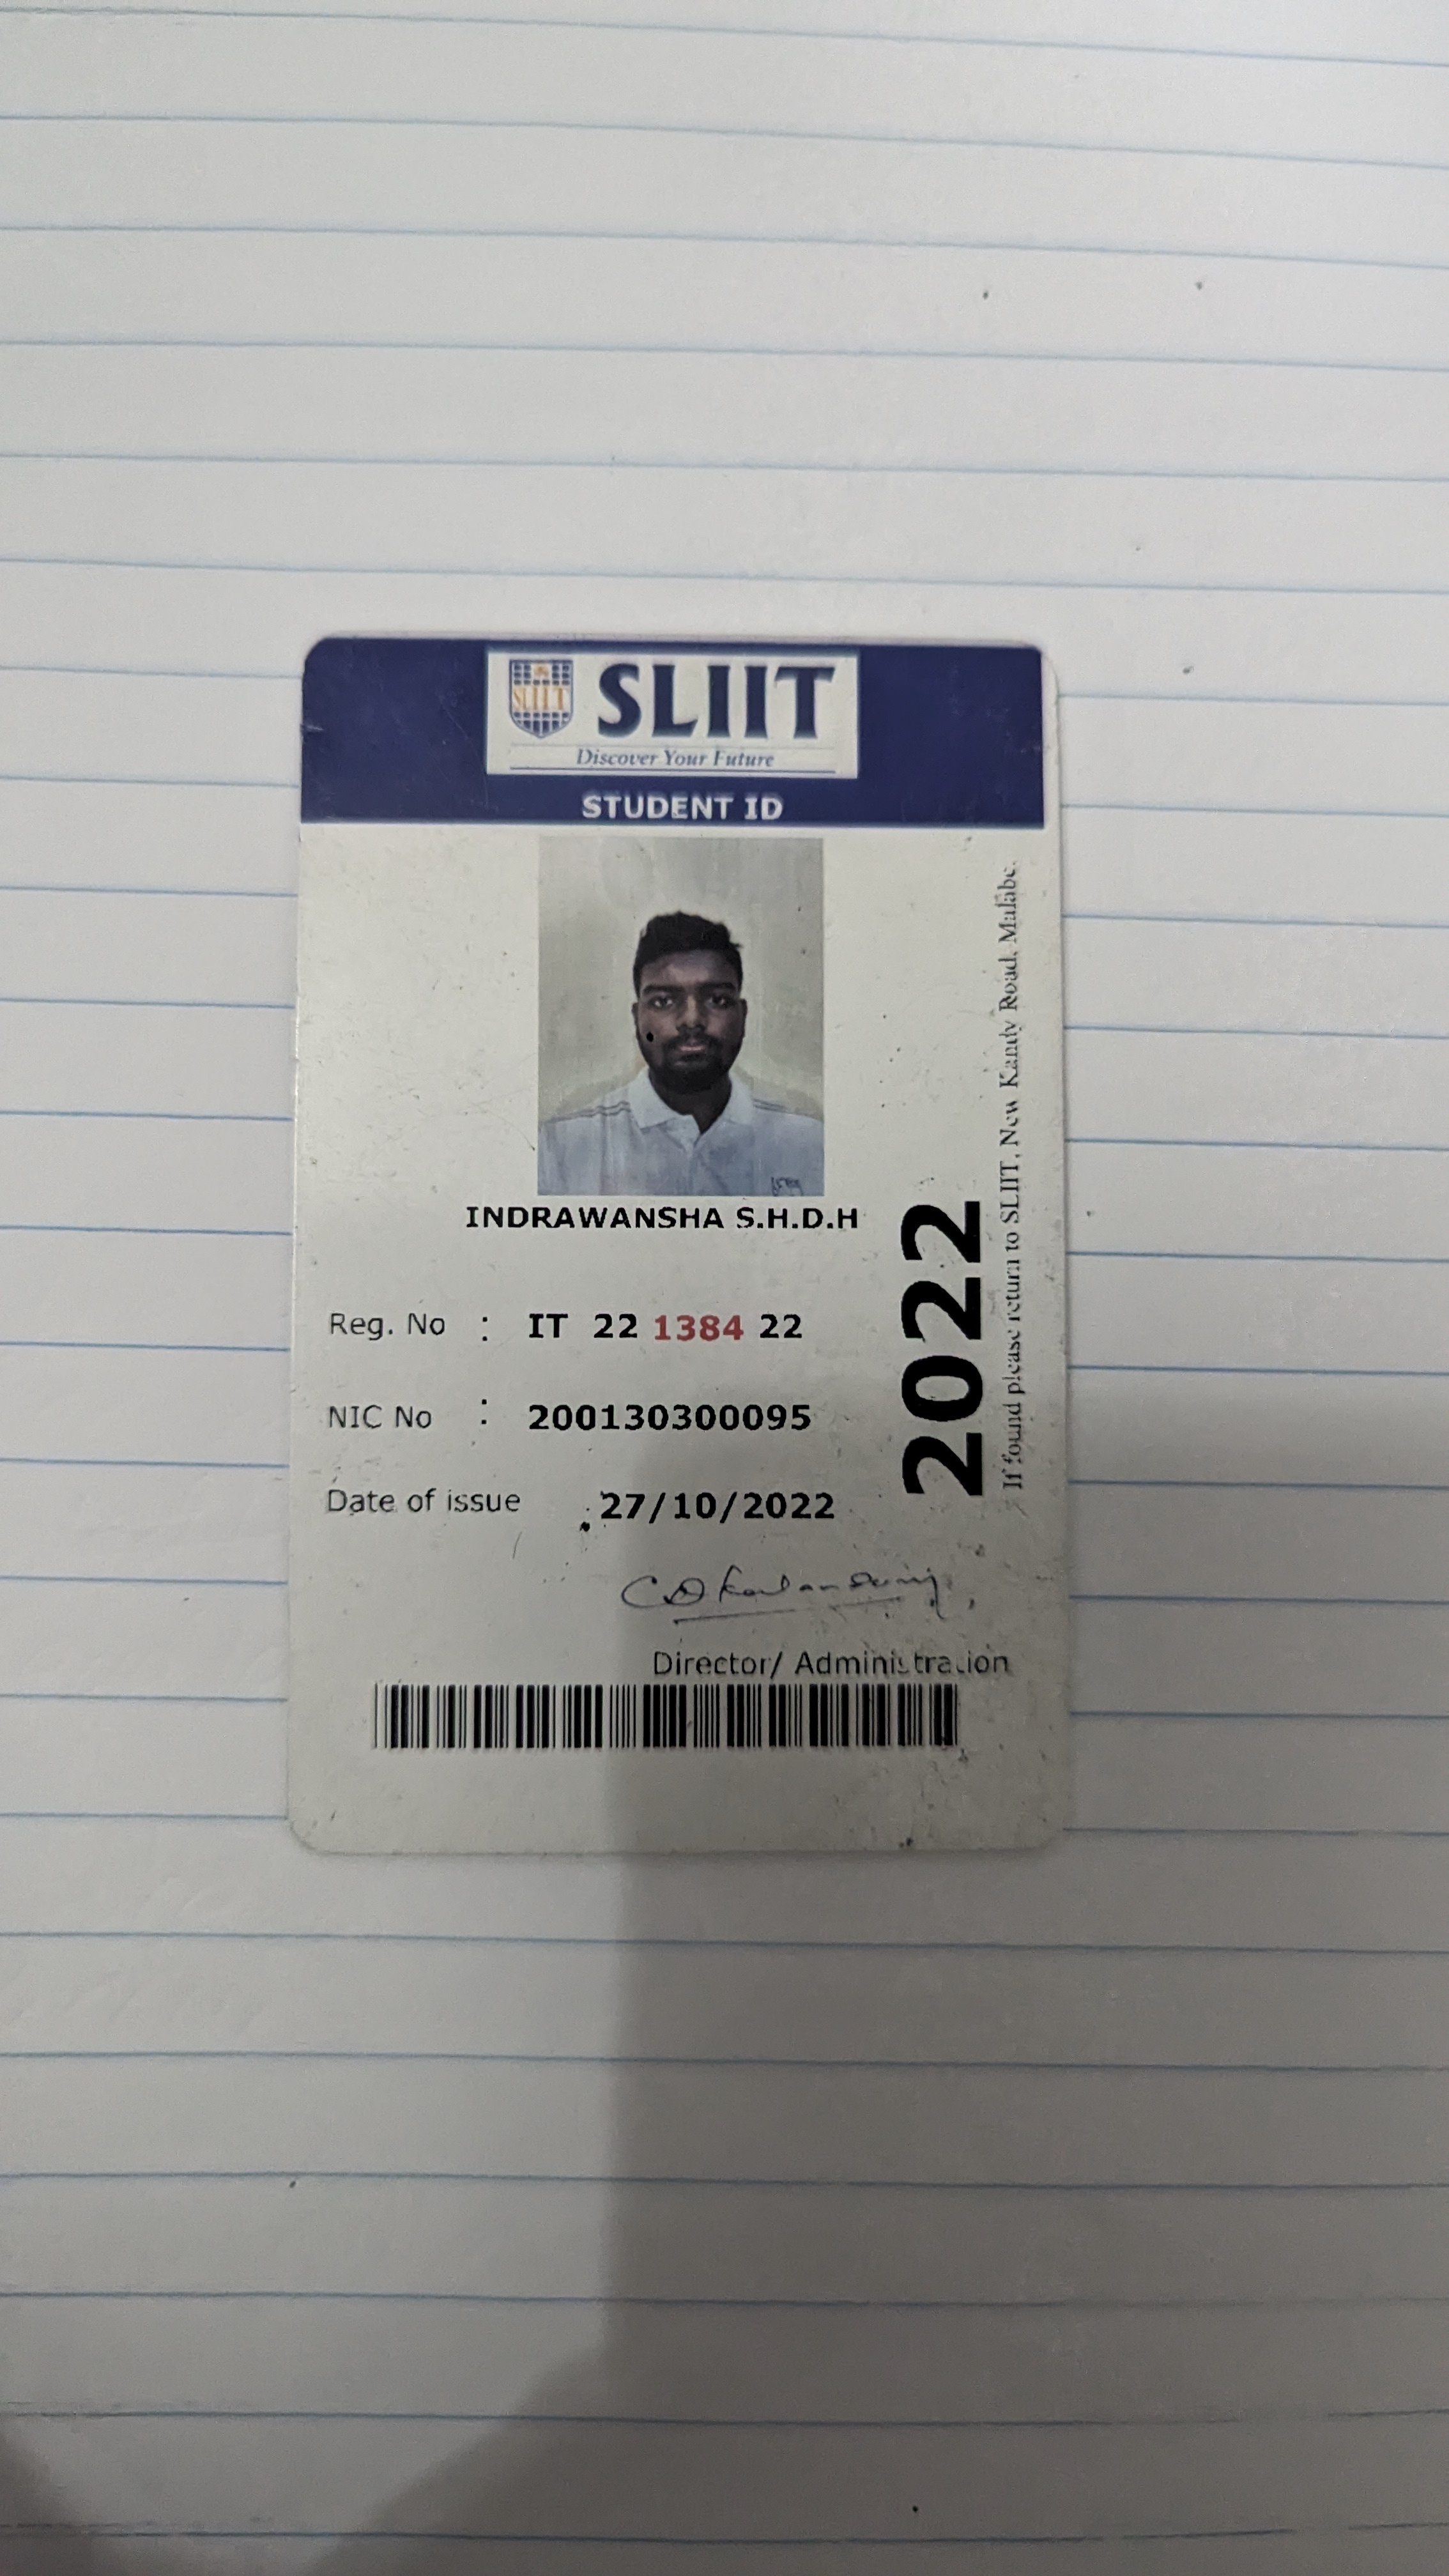 SLIIT
SLIIT
Discover Your Future
STUDENT ID
INDRAWANSHA S.H.D.H
Reg. No : IT 22 1384 22
NIC No : 200130300095
Date of issue : 27/10/2022
Director/ Administration
2022
If found please return to SLIIT, New Kandy Road, Malabe.